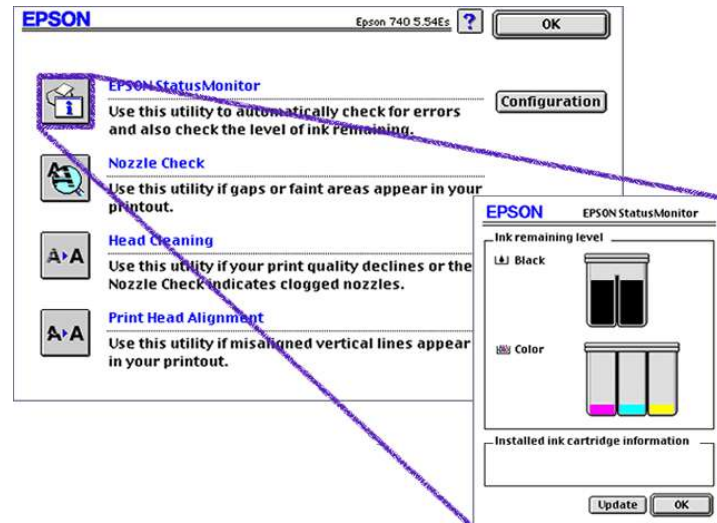 EPSON
Epson 740 5.54Es
?
OK
EPSON StatusMonitor
Use this utility to automatically check for errors
and also check the level of ink remaining.
Configuration
Nozzle Check
Use this utility if gaps or faint areas appear in your
printout.
Head Cleaning
Use this utility if your print quality declines or the
Nozzle Check indicates clogged nozzles.
Print Head Alignment
Use this utility if misaligned vertical lines appear
in your printout.
EPSON
EPSON StatusMonitor
Ink remaining level
Black
Color
Installed ink cartridge information
Update
OK